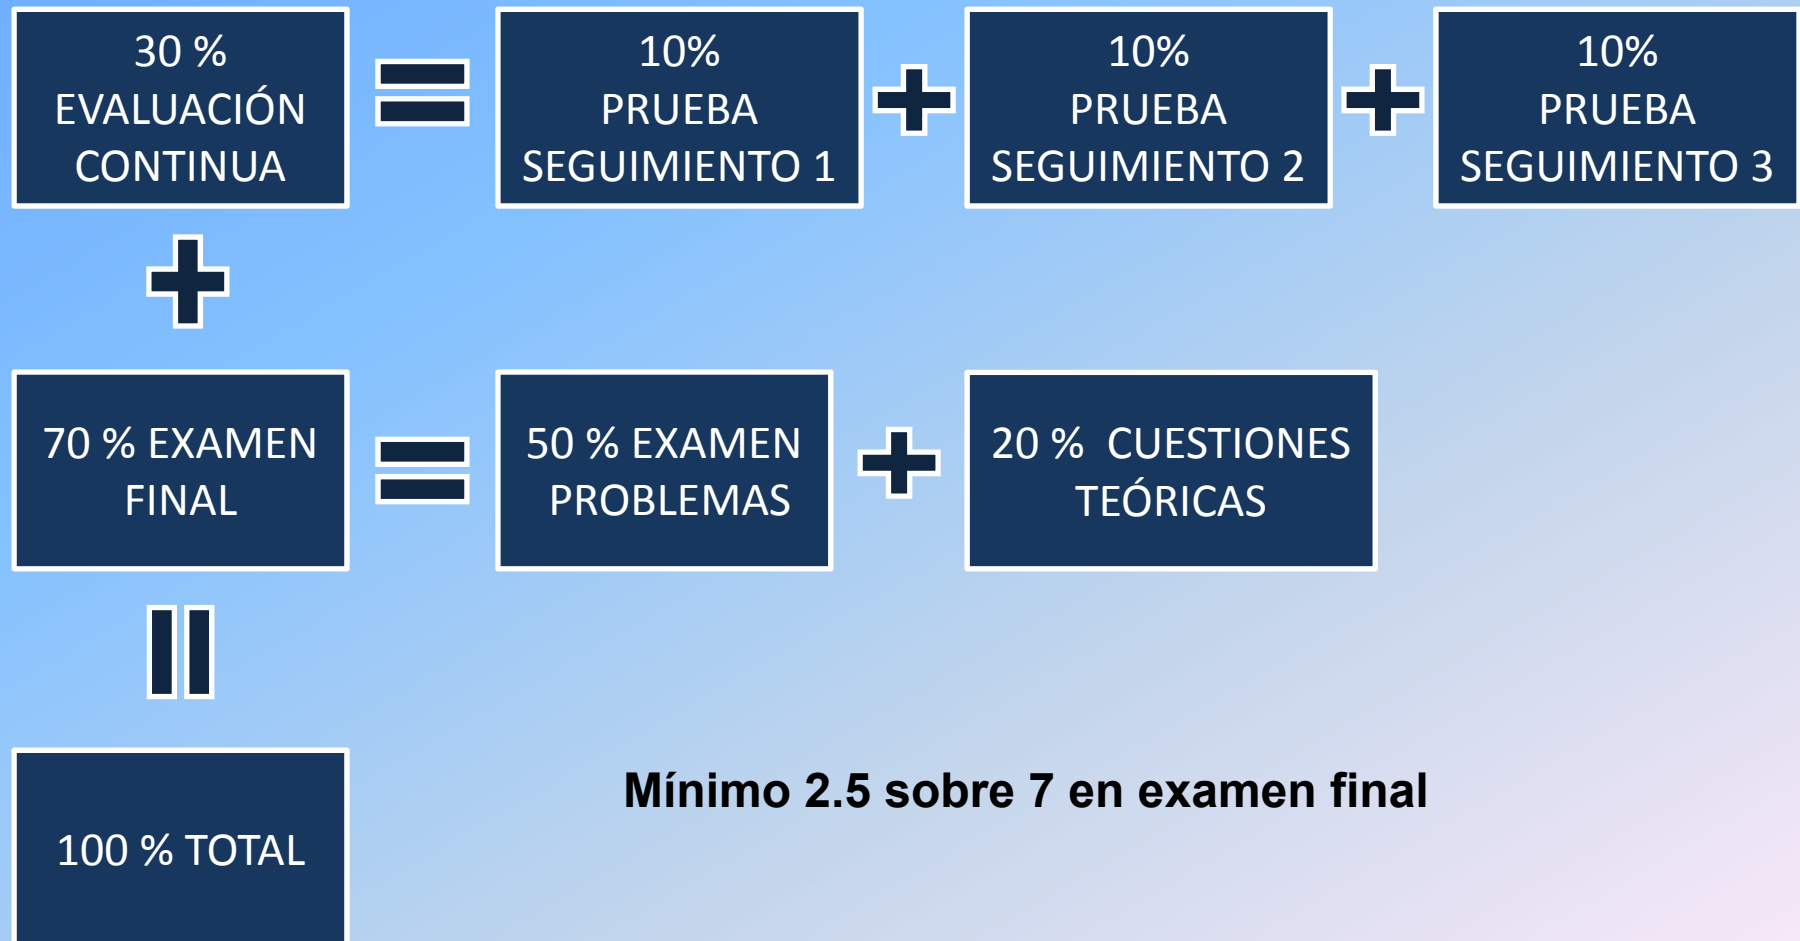 30 %
EVALUACIÓN
CONTINUA
10%
PRUEBA
SEGUIMIENTO 1
10%
PRUEBA
SEGUIMIENTO 2
10%
PRUEBA
SEGUIMIENTO 3
70 % EXAMEN
FINAL
50 % EXAMEN
PROBLEMAS
20 % CUESTIONES
TEÓRICAS
100 % TOTAL
Mínimo 2.5 sobre 7 en examen final